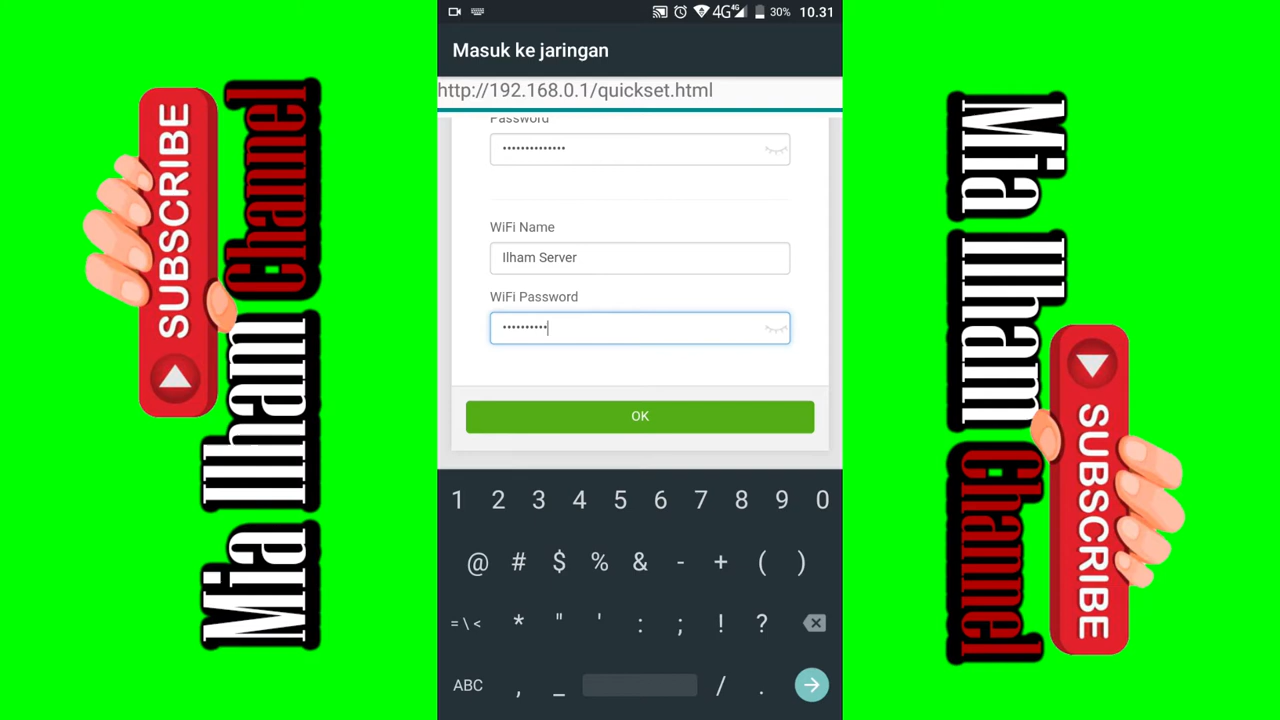 SUBSCRIBE
Mia Ilham Channel
4G 4G 30% 10.31
Masuk ke jaringan
http://192.168.0.1/quickset.html
Password
••••••••••••••
WiFi Name
Ilham Server
WiFi Password
••••••••••
OK
1 2 3 4 5 6 7 8 9 0
@ # $ % & - + ( )
= \ < * " ' : ; ! ?
ABC , _ / .
Mia Ilham Channel
SUBSCRIBE